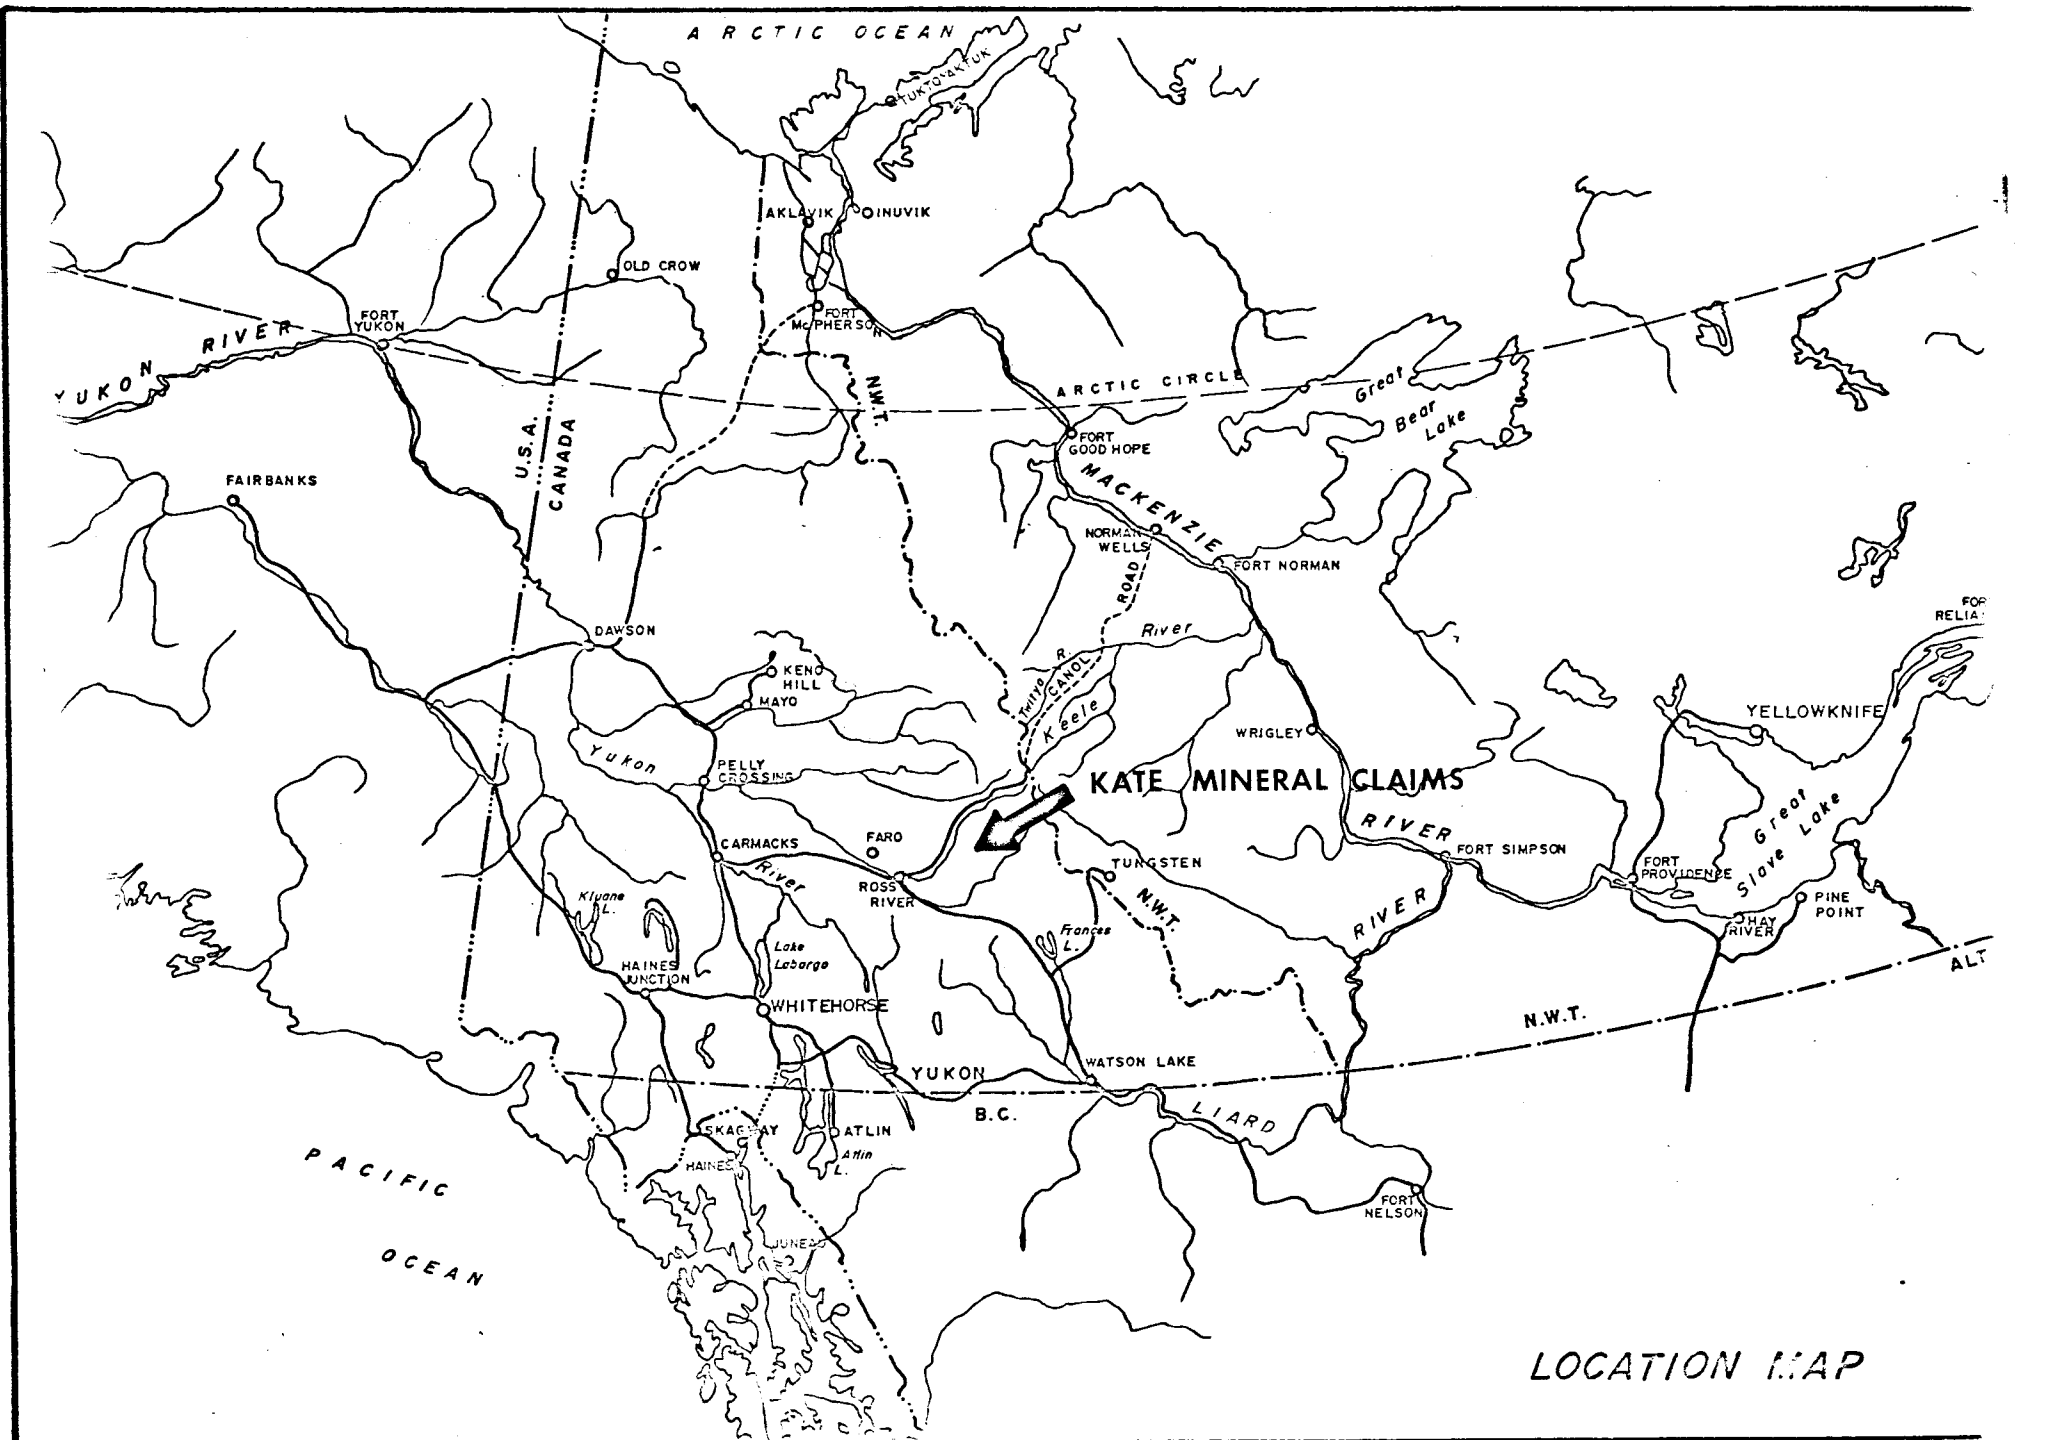 ARCTIC OCEAN
TUKTOYAKTUK
AKLAVIK
INUVIK
OLD CROW
FORT
YUKON
FORT
McPHERSON
YUKON RIVER
N.W.T.
ARCTIC CIRCLE
Great
Bear
Lake
U.S.A.
CANADA
FORT
GOOD HOPE
FAIRBANKS
MACKENZIE
NORMAN
WELLS
FORT NORMAN
ROAD
River
DAWSON
KENO
HILL
MAYO
R.
CANOL
Keele
WRIGLEY
YELLOWKNIFE
Yukon
PELLY
CROSSING
KATE MINERAL CLAIMS
Great
Slave Lake
CARMACKS
River
FARO
ROSS
RIVER
TUNGSTEN
N.W.T.
RIVER
FORT SIMPSON
RIVER
FORT
PROVIDENCE
HAY
RIVER
PINE
POINT
Kluane
L.
Lake
Labarge
Frances
L.
HAINES
JUNCTION
WHITEHORSE
N.W.T.
ALT
YUKON
WATSON LAKE
B.C.
LIARD
SKAGWAY
HAINES
ATLIN
Atlin
L.
FORT
NELSON
JUNEAU
PACIFIC
OCEAN
LOCATION MAP